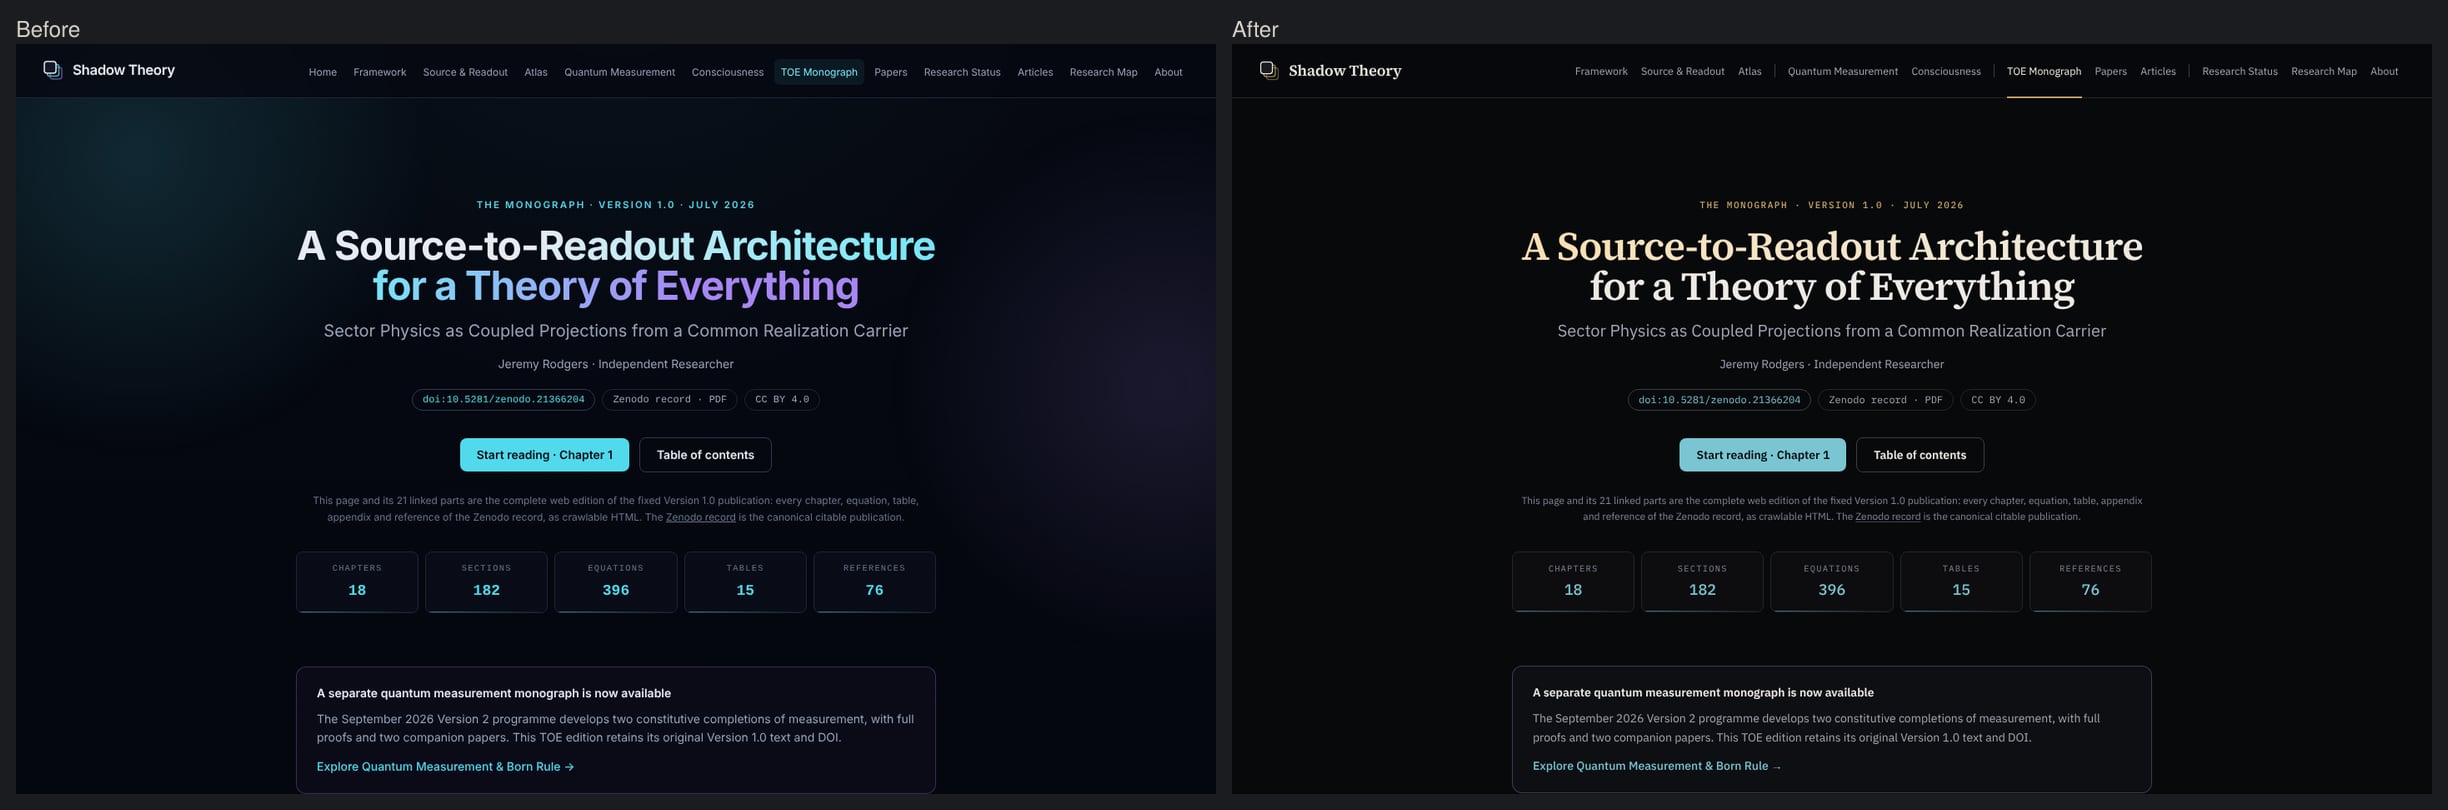 Before
Shadow Theory
Home Framework Source & Readout Atlas Quantum Measurement Consciousness TOE Monograph Papers Research Status Articles Research Map About
THE MONOGRAPH · VERSION 1.0 · JULY 2026
A Source-to-Readout Architecture
for a Theory of Everything
Sector Physics as Coupled Projections from a Common Realization Carrier
Jeremy Rodgers · Independent Researcher
doi:10.5281/zenodo.21366204 Zenodo record · PDF CC BY 4.0
Start reading · Chapter 1 Table of contents
This page and its 21 linked parts are the complete web edition of the fixed Version 1.0 publication: every chapter, equation, table,
appendix and reference of the Zenodo record, as crawlable HTML. The Zenodo record is the canonical citable publication.
CHAPTERS SECTIONS EQUATIONS TABLES REFERENCES
18 182 396 15 76
A separate quantum measurement monograph is now available
The September 2026 Version 2 programme develops two constitutive completions of measurement, with full
proofs and two companion papers. This TOE edition retains its original Version 1.0 text and DOI.
Explore Quantum Measurement & Born Rule →
After
Shadow Theory
Framework Source & Readout Atlas Quantum Measurement Consciousness TOE Monograph Papers Articles Research Status Research Map About
THE MONOGRAPH · VERSION 1.0 · JULY 2026
A Source-to-Readout Architecture
for a Theory of Everything
Sector Physics as Coupled Projections from a Common Realization Carrier
Jeremy Rodgers · Independent Researcher
doi:10.5281/zenodo.21366204 Zenodo record · PDF CC BY 4.0
Start reading · Chapter 1 Table of contents
This page and its 21 linked parts are the complete web edition of the fixed Version 1.0 publication: every chapter, equation, table, appendix
and reference of the Zenodo record, as crawlable HTML. The Zenodo record is the canonical citable publication.
CHAPTERS SECTIONS EQUATIONS TABLES REFERENCES
18 182 396 15 76
A separate quantum measurement monograph is now available
The September 2026 Version 2 programme develops two constitutive completions of measurement, with full
proofs and two companion papers. This TOE edition retains its original Version 1.0 text and DOI.
Explore Quantum Measurement & Born Rule →